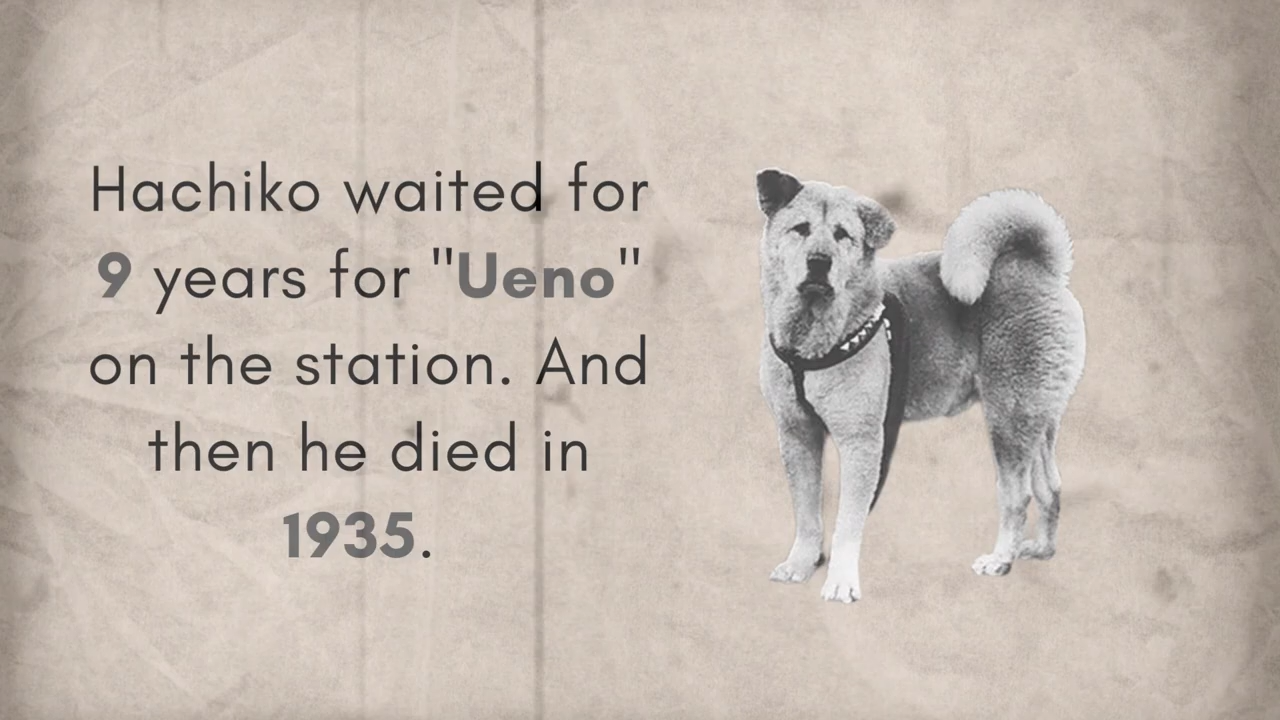 Hachiko waited for
9 years for "Ueno"
on the station. And
then he died in
1935.